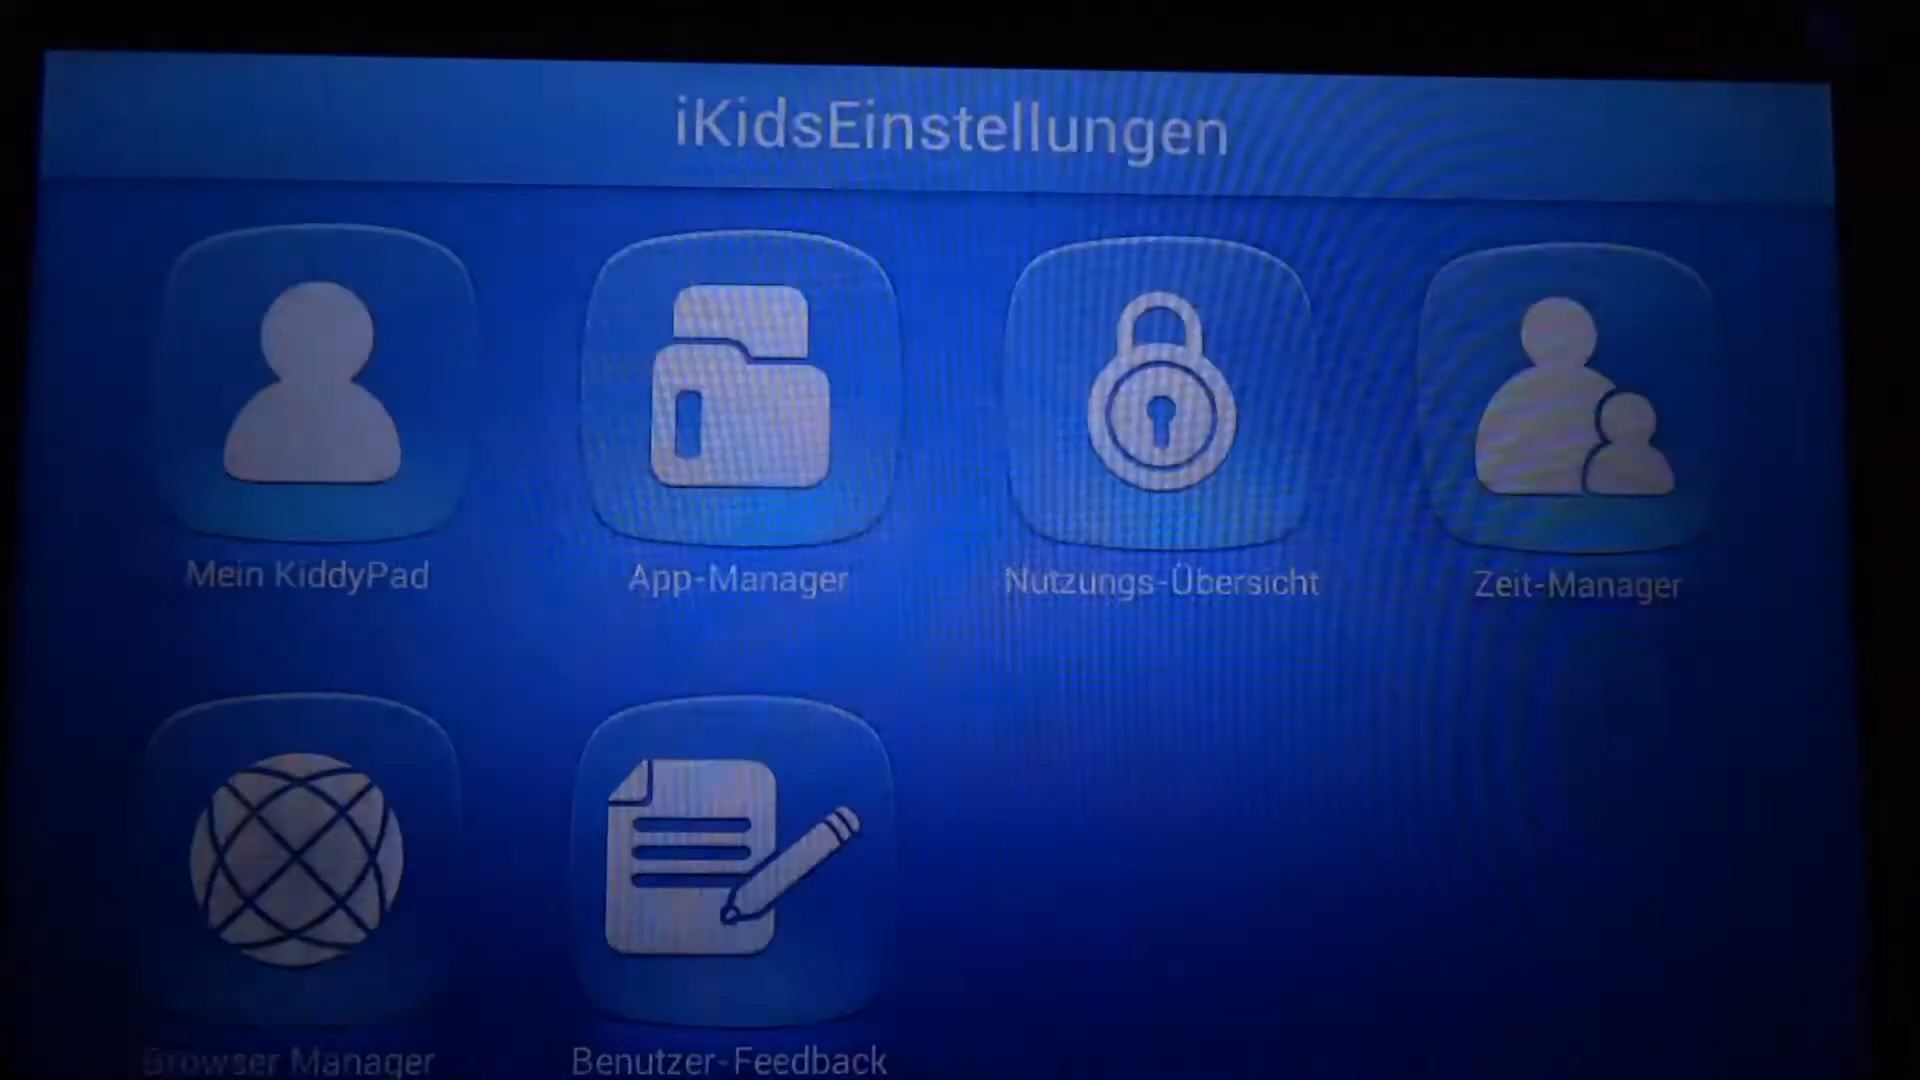 iKidsEinstellungen
Mein KiddyPad
App-Manager
Nutzungs-Übersicht
Zeit-Manager
Browser Manager
Benutzer-Feedback